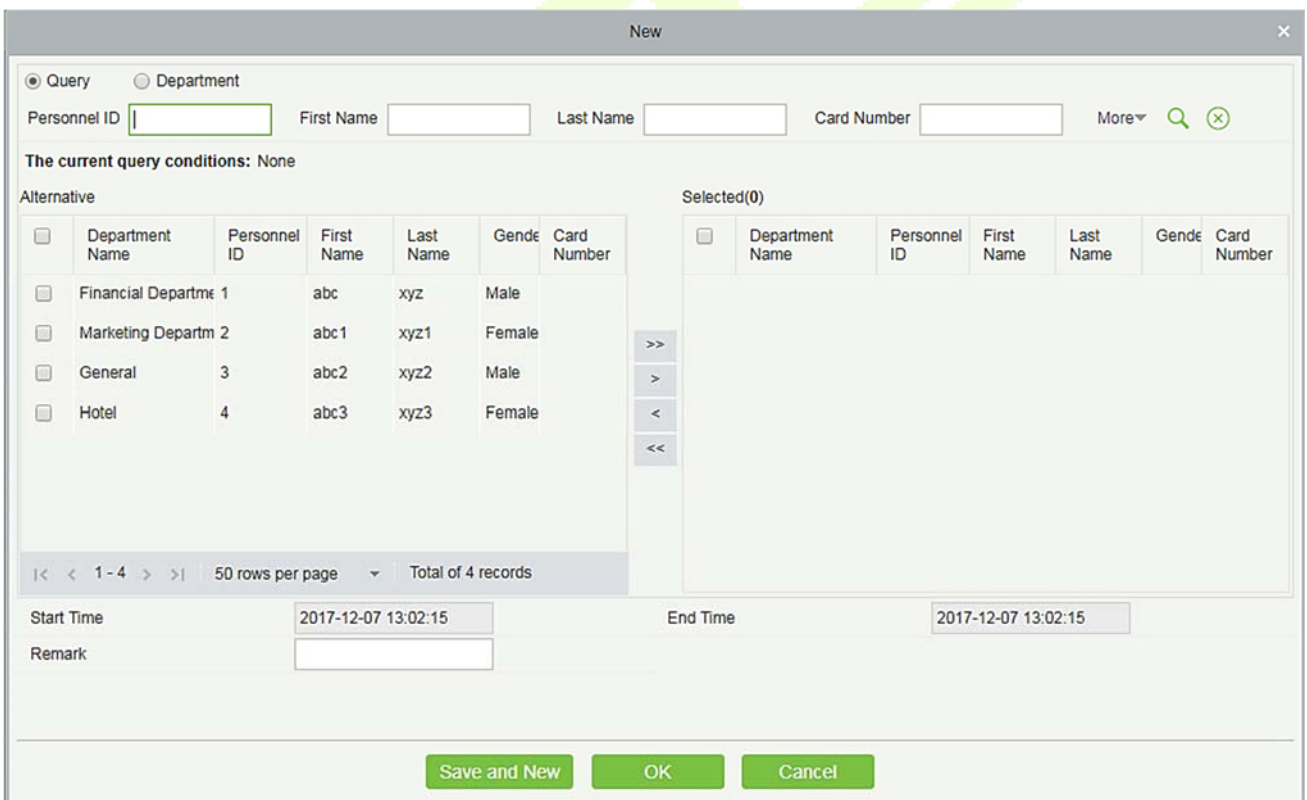 New ×
Query Department
Personnel ID First Name Last Name Card Number More
The current query conditions: None
Alternative Selected(0)
Department Name Personnel ID First Name Last Name Gende Card Number Department Name Personnel ID First Name Last Name Gende Card Number
Financial Departme 1 abc xyz Male
Marketing Departm 2 abc1 xyz1 Female
>>
General 3 abc2 xyz2 Male
>
Hotel 4 abc3 xyz3 Female
<
<<
|< < 1 - 4 > >| 50 rows per page Total of 4 records
Start Time 2017-12-07 13:02:15 End Time 2017-12-07 13:02:15
Remark
Save and New OK Cancel